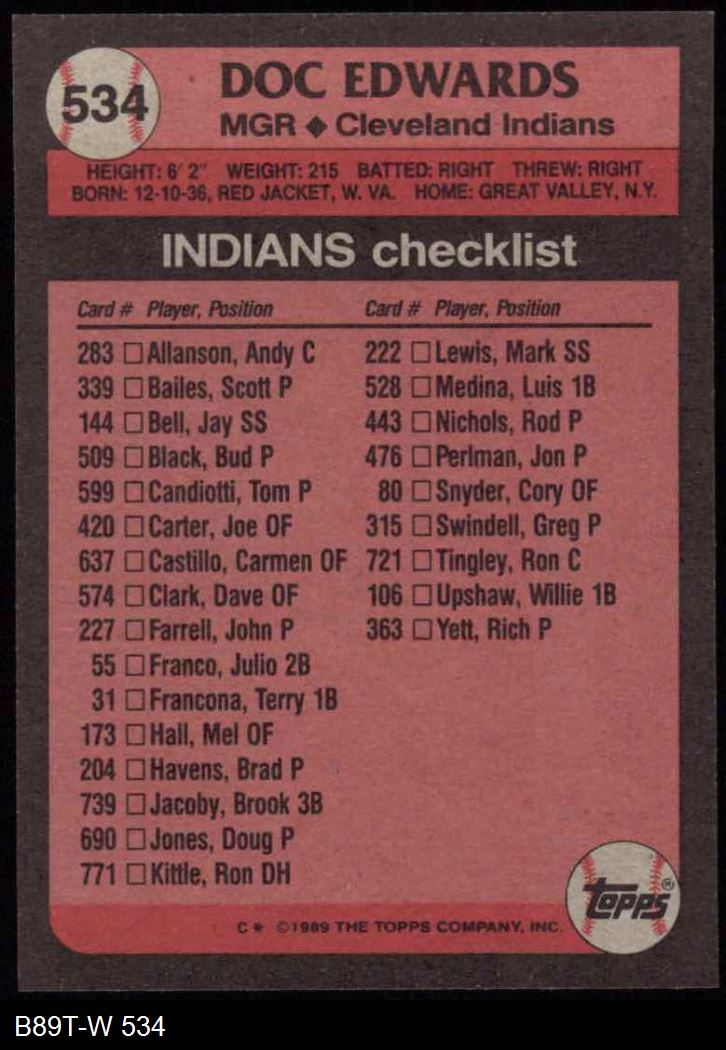 534
DOC EDWARDS
MGR ◆ Cleveland Indians
HEIGHT: 6' 2" WEIGHT: 215 BATTED: RIGHT THREW: RIGHT
BORN: 12-10-36, RED JACKET, W. VA. HOME: GREAT VALLEY, N.Y.
INDIANS checklist
Card # Player, Position
283 □ Allanson, Andy C
339 □ Bailes, Scott P
144 □ Bell, Jay SS
509 □ Black, Bud P
599 □ Candiotti, Tom P
420 □ Carter, Joe OF
637 □ Castillo, Carmen OF
574 □ Clark, Dave OF
227 □ Farrell, John P
55 □ Franco, Julio 2B
31 □ Francona, Terry 1B
173 □ Hall, Mel OF
204 □ Havens, Brad P
739 □ Jacoby, Brook 3B
690 □ Jones, Doug P
771 □ Kittle, Ron DH
Card # Player, Position
222 □ Lewis, Mark SS
528 □ Medina, Luis 1B
443 □ Nichols, Rod P
476 □ Perlman, Jon P
80 □ Snyder, Cory OF
315 □ Swindell, Greg P
721 □ Tingley, Ron C
106 □ Upshaw, Willie 1B
363 □ Yett, Rich P
topps®
C* ©1989 THE TOPPS COMPANY, INC.
B89T-W 534